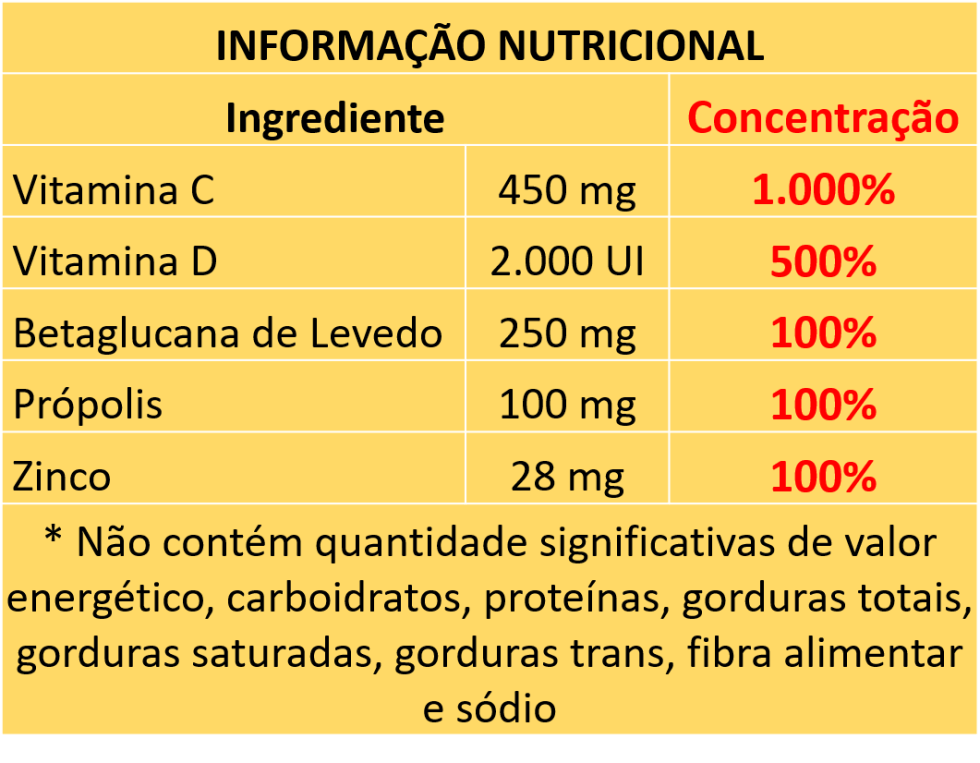 INFORMAÇÃO NUTRICIONAL
Ingrediente Concentração
Vitamina C 450 mg 1.000%
Vitamina D 2.000 UI 500%
Betaglucana de Levedo 250 mg 100%
Própolis 100 mg 100%
Zinco 28 mg 100%
* Não contém quantidade significativas de valor
energético, carboidratos, proteínas, gorduras totais,
gorduras saturadas, gorduras trans, fibra alimentar
e sódio